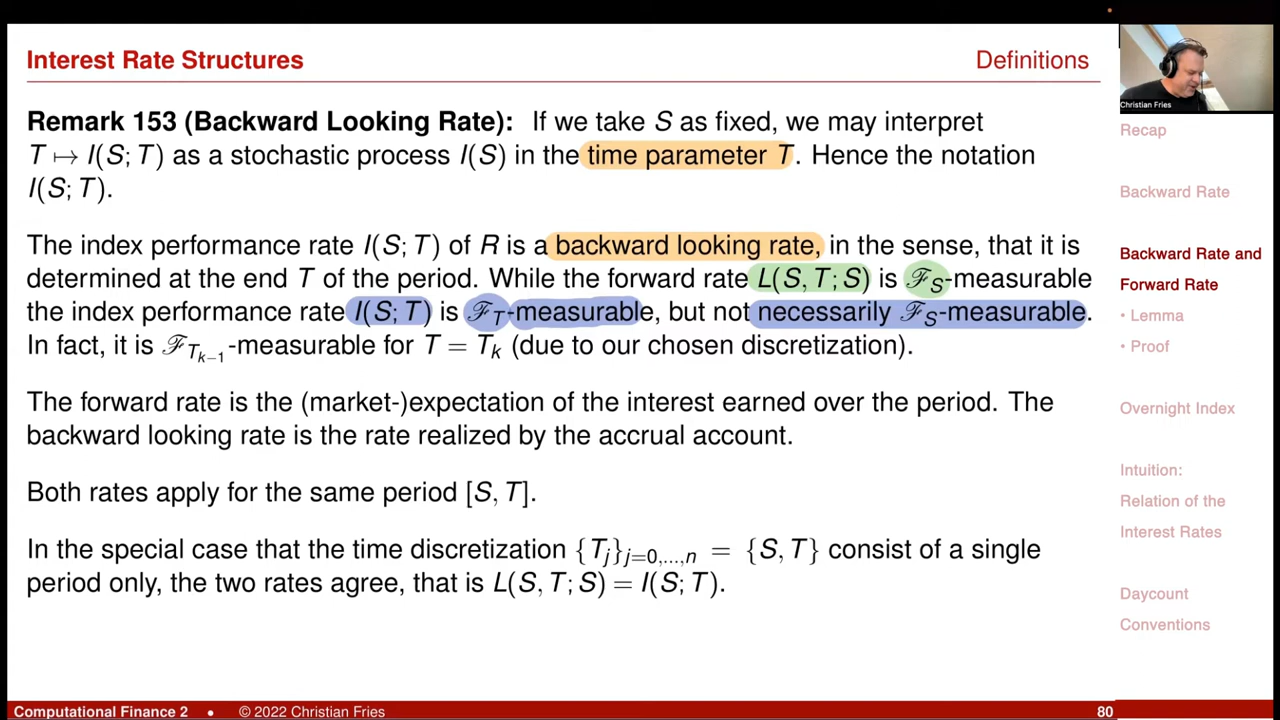 Interest Rate Structures
Definitions
Remark 153 (Backward Looking Rate): If we take S as fixed, we may interpret
T ↦ I(S; T) as a stochastic process I(S) in the time parameter T. Hence the notation
I(S; T).
The index performance rate I(S; T) of R is a backward looking rate, in the sense, that it is
determined at the end T of the period. While the forward rate L(S, T; S) is ℱ_S-measurable
the index performance rate I(S; T) is ℱ_T-measurable, but not necessarily ℱ_S-measurable.
In fact, it is ℱ_{T_{k−1}}-measurable for T = T_k (due to our chosen discretization).
The forward rate is the (market-)expectation of the interest earned over the period. The
backward looking rate is the rate realized by the accrual account.
Both rates apply for the same period [S, T].
In the special case that the time discretization {T_j}_{j=0,...,n} = {S, T} consist of a single
period only, the two rates agree, that is L(S, T; S) = I(S; T).
Christian Fries
Recap
Backward Rate
Backward Rate and
Forward Rate
• Lemma
• Proof
Overnight Index
Intuition:
Relation of the
Interest Rates
Daycount
Conventions
Computational Finance 2 • © 2022 Christian Fries
80